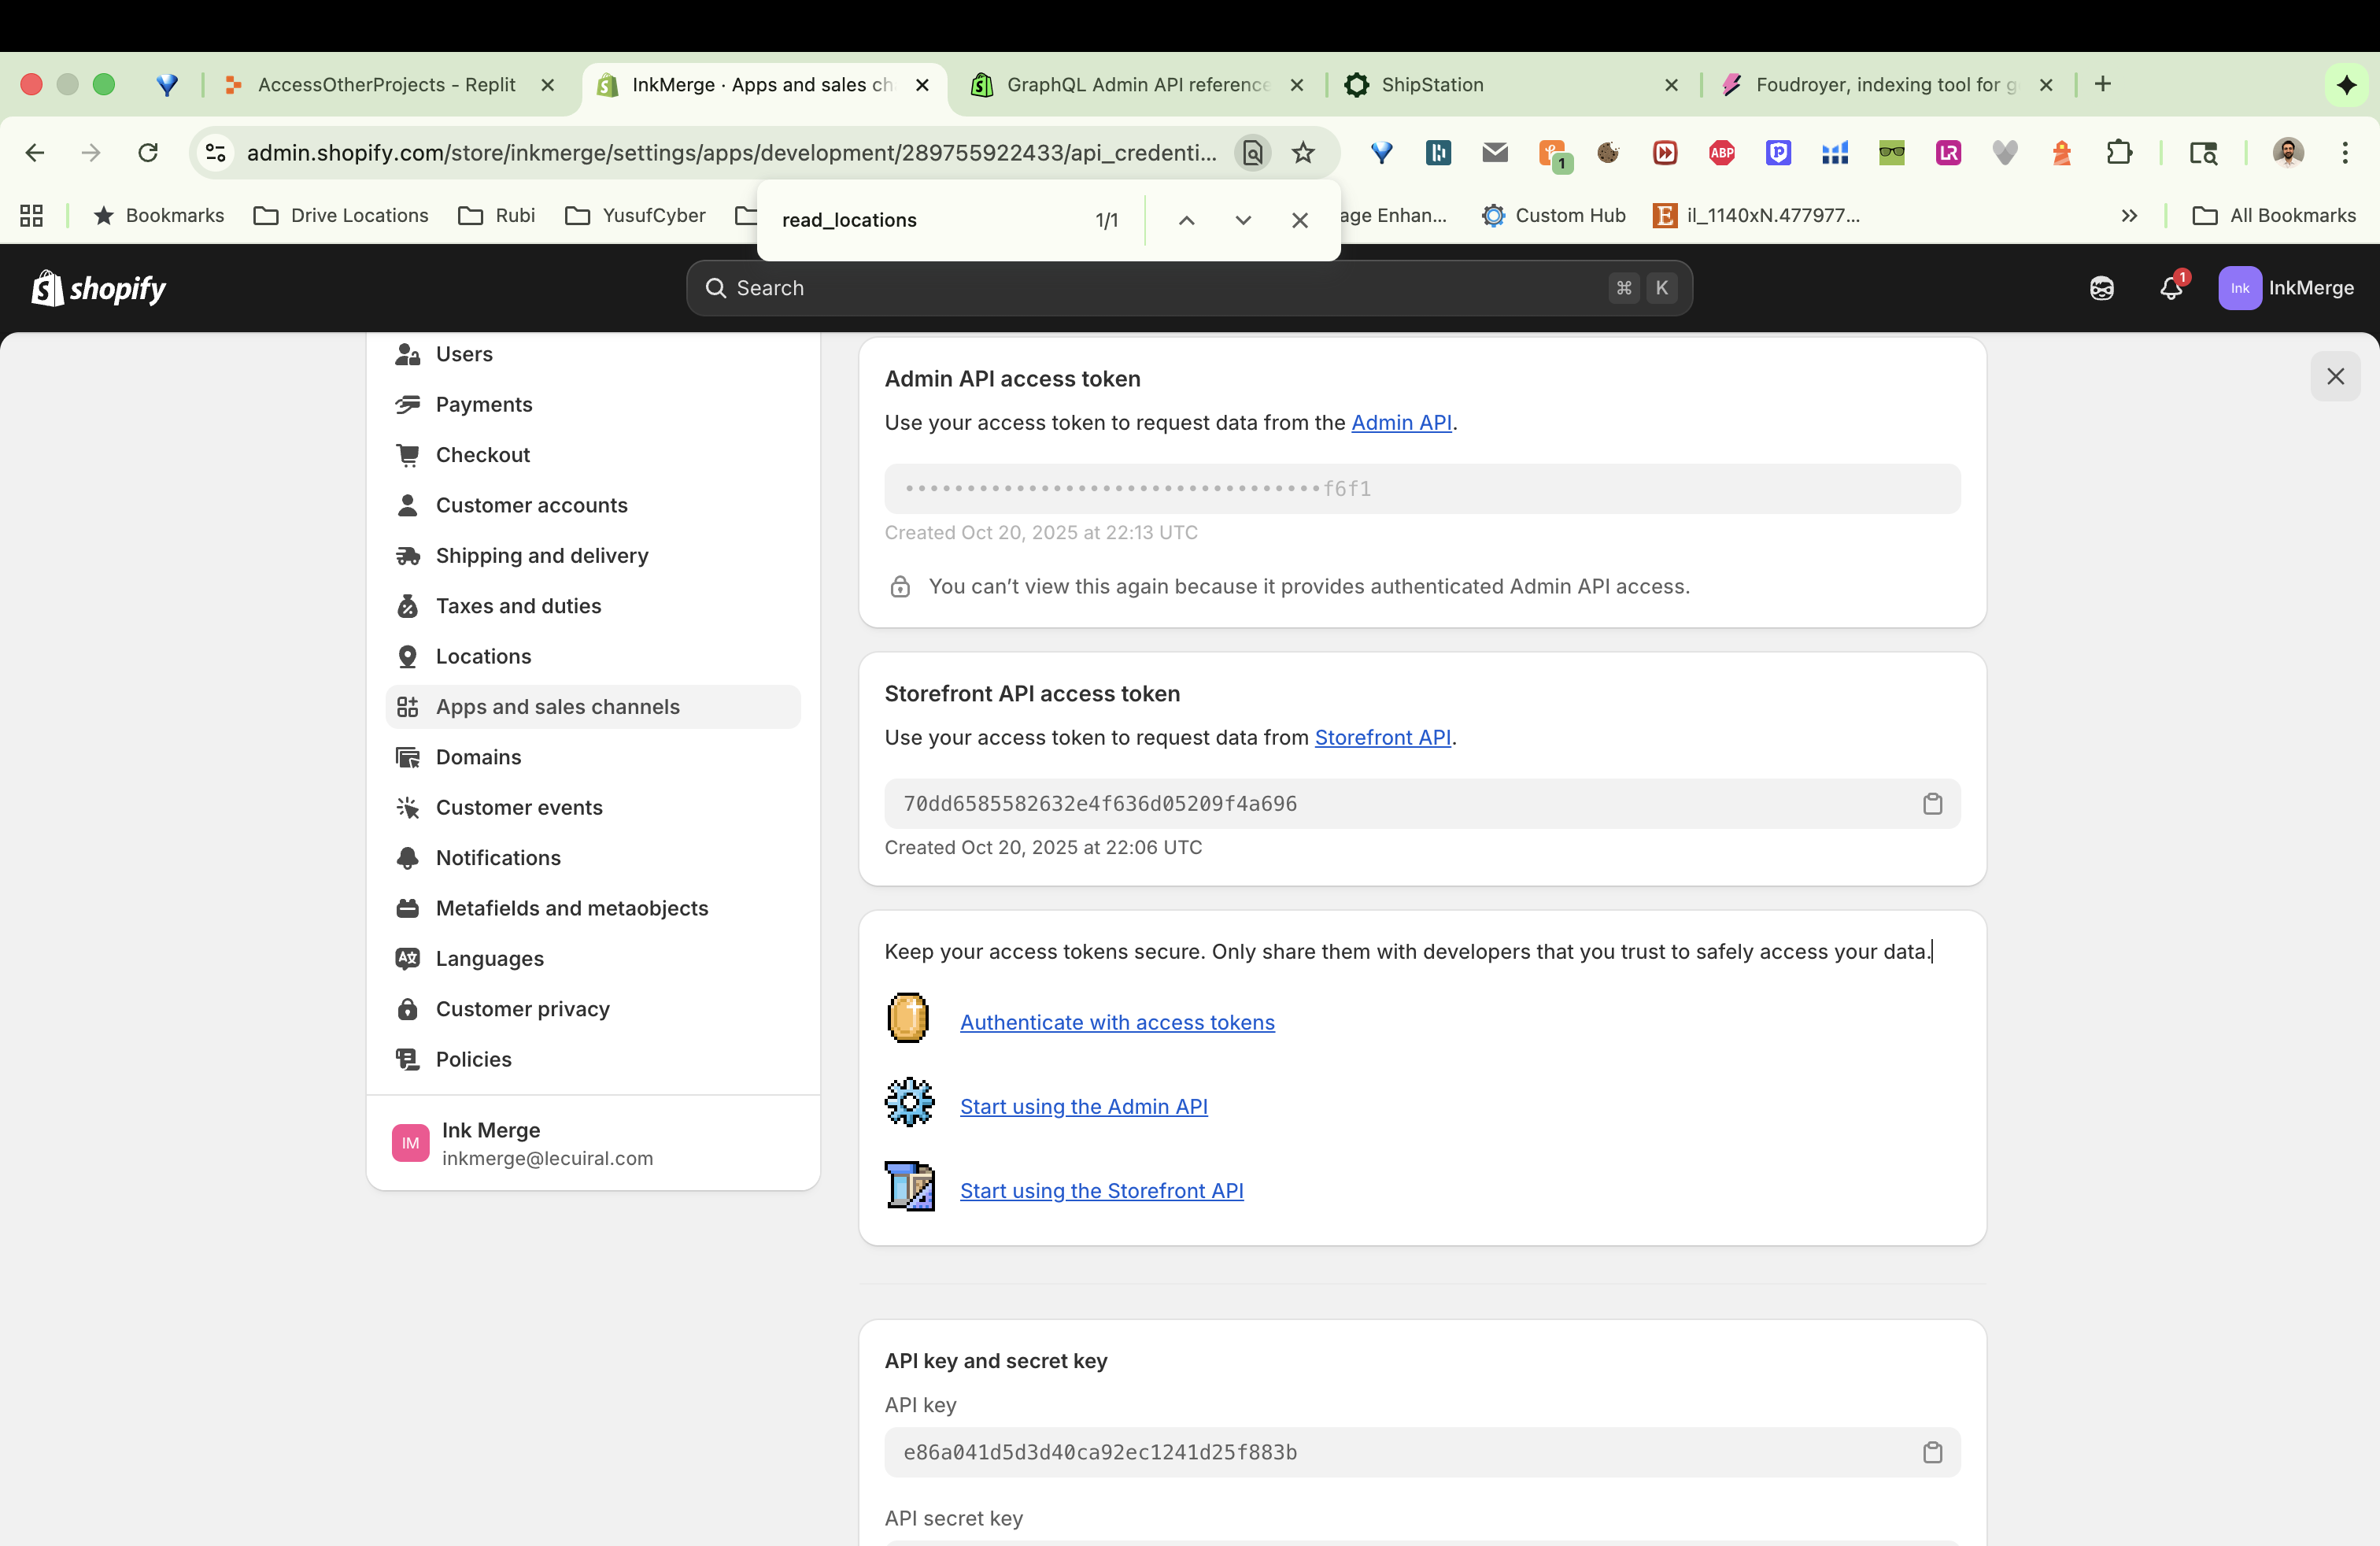 AccessOtherProjects - Replit
InkMerge · Apps and sales ch
GraphQL Admin API reference
ShipStation
Foudroyer, indexing tool for g
admin.shopify.com/store/inkmerge/settings/apps/development/289755922433/api_credenti...
ABP
1
LR
Bookmarks
Drive Locations
Rubi
YusufCyber
read_locations
1/1
age Enhan...
Custom Hub
E
il_1140xN.477977...
All Bookmarks
shopify
Search
⌘ K
1
Ink
InkMerge
Users
Payments
Checkout
Customer accounts
Shipping and delivery
Taxes and duties
Locations
Apps and sales channels
Domains
Customer events
Notifications
Metafields and metaobjects
Languages
Customer privacy
Policies
IM
Ink Merge
inkmerge@lecuiral.com
Admin API access token
Use your access token to request data from the Admin API.
••••••••••••••••••••••••••••••••••f6f1
Created Oct 20, 2025 at 22:13 UTC
You can’t view this again because it provides authenticated Admin API access.
Storefront API access token
Use your access token to request data from Storefront API.
70dd6585582632e4f636d05209f4a696
Created Oct 20, 2025 at 22:06 UTC
Keep your access tokens secure. Only share them with developers that you trust to safely access your data.
Authenticate with access tokens
Start using the Admin API
Start using the Storefront API
API key and secret key
API key
e86a041d5d3d40ca92ec1241d25f883b
API secret key